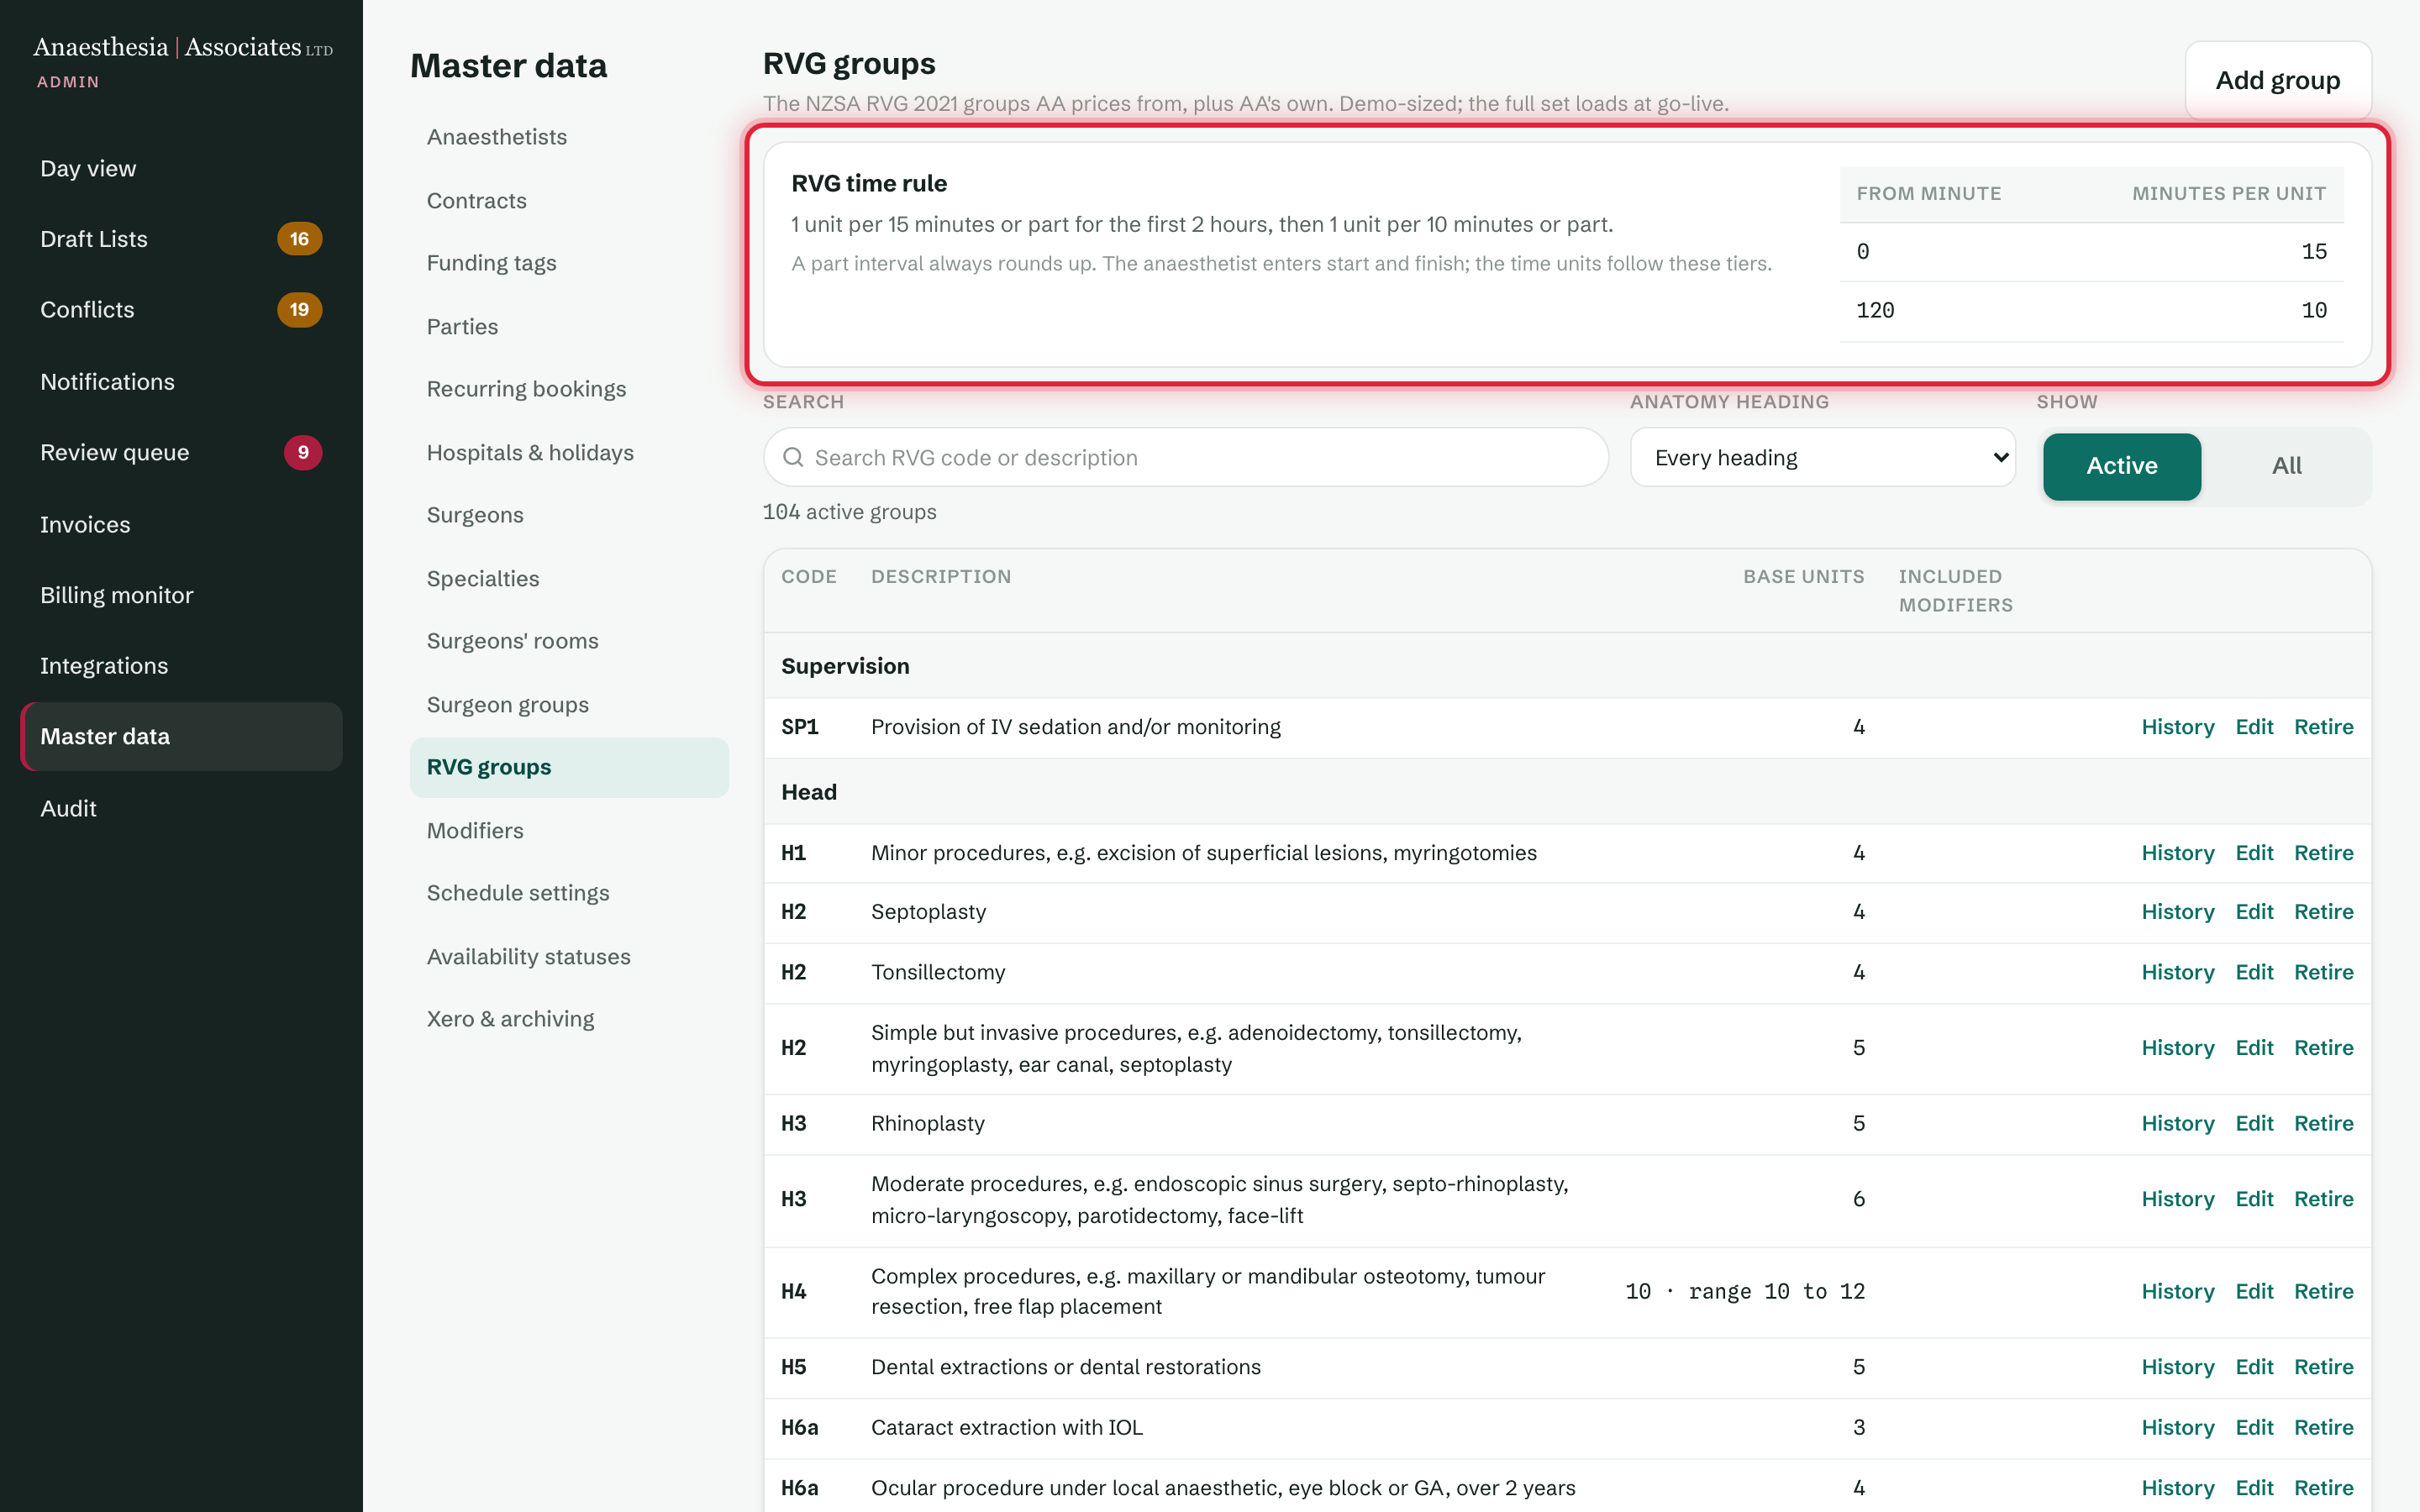 Anaesthesia | Associates LTD
ADMIN
Day view
Draft Lists 16
Conflicts 19
Notifications
Review queue 9
Invoices
Billing monitor
Integrations
Master data
Audit
Master data
Anaesthetists
Contracts
Funding tags
Parties
Recurring bookings
Hospitals & holidays
Surgeons
Specialties
Surgeons' rooms
Surgeon groups
RVG groups
Modifiers
Schedule settings
Availability statuses
Xero & archiving
RVG groups
The NZSA RVG 2021 groups AA prices from, plus AA's own. Demo-sized; the full set loads at go-live.
Add group
RVG time rule
1 unit per 15 minutes or part for the first 2 hours, then 1 unit per 10 minutes or part.
A part interval always rounds up. The anaesthetist enters start and finish; the time units follow these tiers.
FROM MINUTE MINUTES PER UNIT
0 15
120 10
SEARCH
Search RVG code or description
ANATOMY HEADING
Every heading
SHOW
Active All
104 active groups
CODE DESCRIPTION BASE UNITS INCLUDED
MODIFIERS
Supervision
SP1 Provision of IV sedation and/or monitoring 4 History Edit Retire
Head
H1 Minor procedures, e.g. excision of superficial lesions, myringotomies 4 History Edit Retire
H2 Septoplasty 4 History Edit Retire
H2 Tonsillectomy 4 History Edit Retire
H2 Simple but invasive procedures, e.g. adenoidectomy, tonsillectomy,
myringoplasty, ear canal, septoplasty 5 History Edit Retire
H3 Rhinoplasty 5 History Edit Retire
H3 Moderate procedures, e.g. endoscopic sinus surgery, septo-rhinoplasty,
micro-laryngoscopy, parotidectomy, face-lift 6 History Edit Retire
H4 Complex procedures, e.g. maxillary or mandibular osteotomy, tumour
resection, free flap placement 10 · range 10 to 12 History Edit Retire
H5 Dental extractions or dental restorations 5 History Edit Retire
H6a Cataract extraction with IOL 3 History Edit Retire
H6a Ocular procedure under local anaesthetic, eye block or GA, over 2 years 4 History Edit Retire